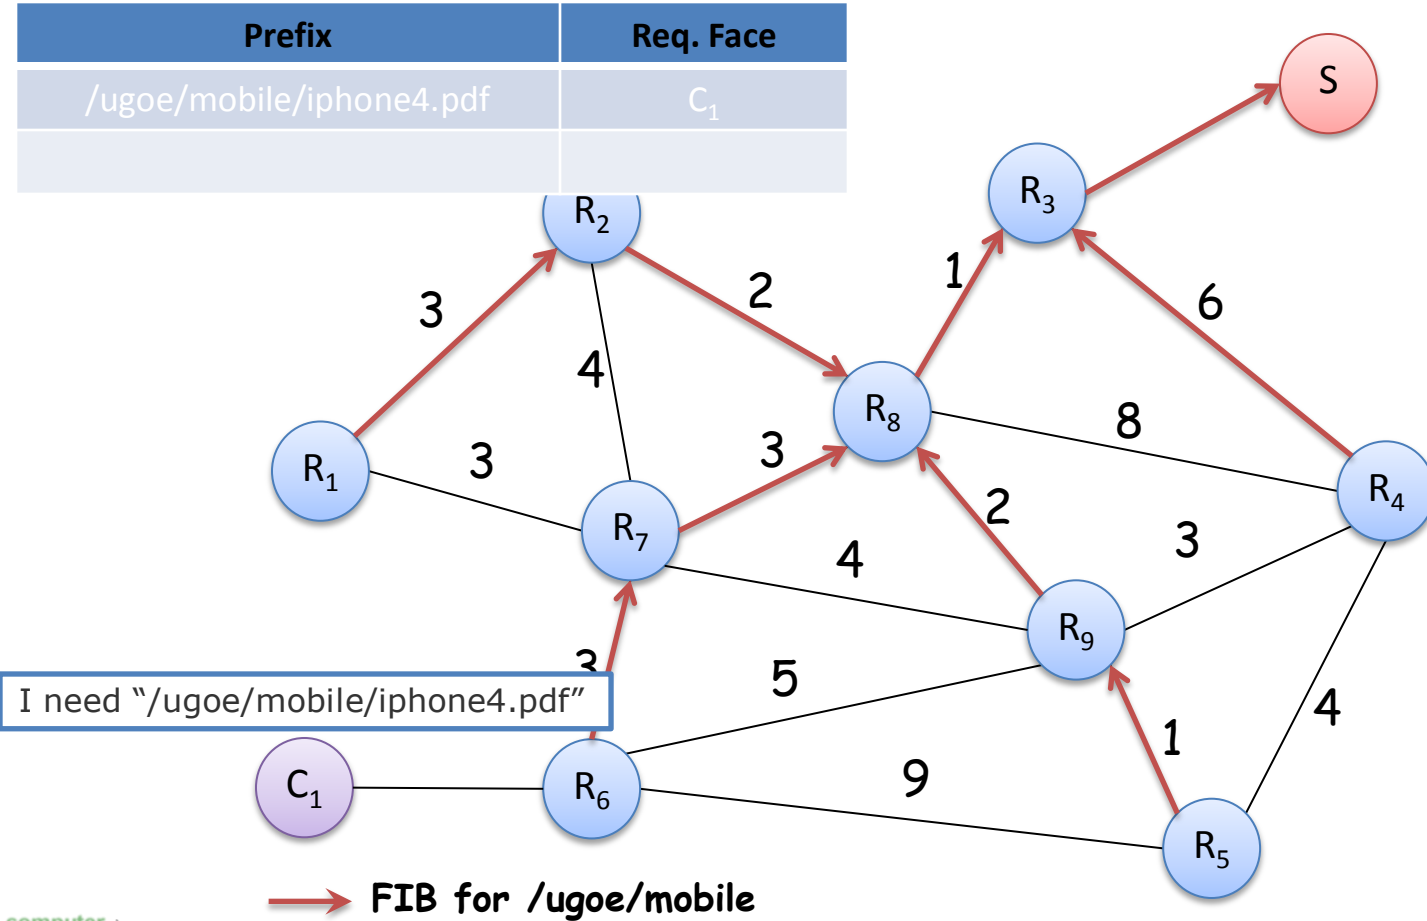 Prefix
Req. Face
/ugoe/mobile/iphone4.pdf
C1
S
R3
R2
1
2
3
6
4
R8
8
3
3
R1
R4
R7
2
3
4
R9
3
5
I need “/ugoe/mobile/iphone4.pdf”
4
1
9
C1
R6
R5
FIB for /ugoe/mobile
computer